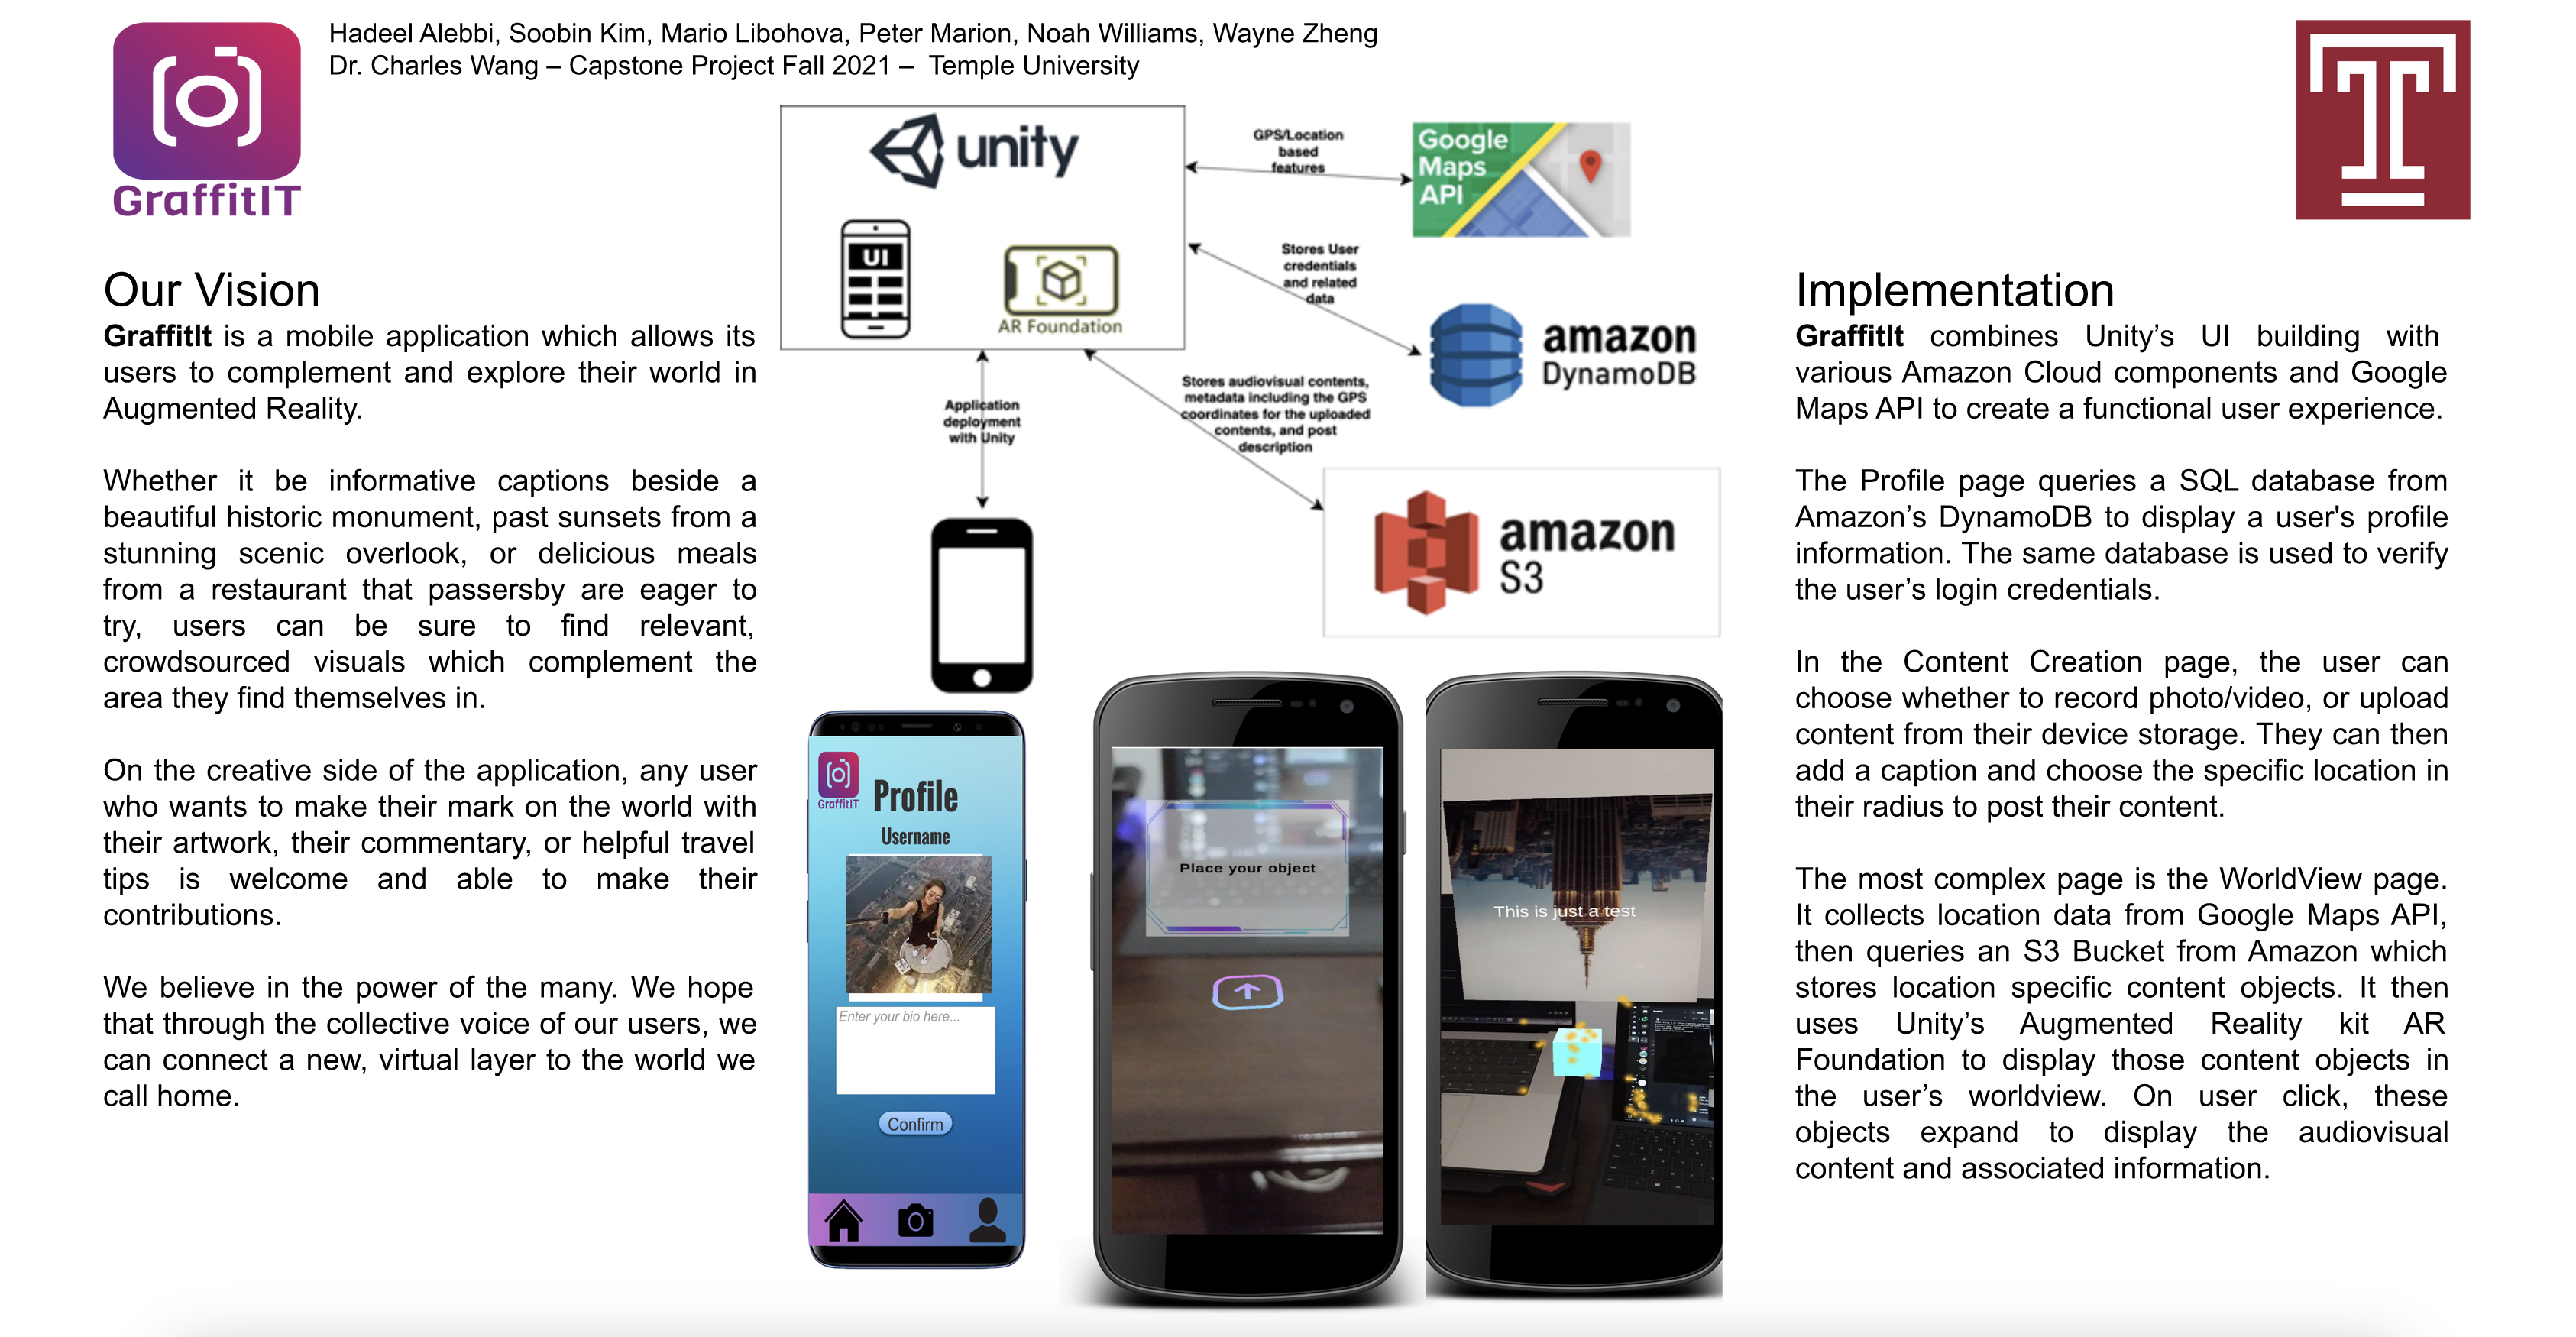 GraffitIT
Hadeel Alebbi, Soobin Kim, Mario Libohova, Peter Marion, Noah Williams, Wayne Zheng
Dr. Charles Wang – Capstone Project Fall 2021 – Temple University
Our Vision
GraffitIt is a mobile application which allows its
users to complement and explore their world in
Augmented Reality.
Whether it be informative captions beside a
beautiful historic monument, past sunsets from a
stunning scenic overlook, or delicious meals
from a restaurant that passersby are eager to
try, users can be sure to find relevant,
crowdsourced visuals which complement the
area they find themselves in.
On the creative side of the application, any user
who wants to make their mark on the world with
their artwork, their commentary, or helpful travel
tips is welcome and able to make their
contributions.
We believe in the power of the many. We hope
that through the collective voice of our users, we
can connect a new, virtual layer to the world we
call home.
unity
UI
AR Foundation
GPS/Location
based
features
Google
Maps
API
Stores User
credentials
and related
data
amazon
DynamoDB
Application
deployment
with Unity
Stores audiovisual contents,
metadata including the GPS
coordinates for the uploaded
contents, and post
description
amazon
S3
GraffitIT
Profile
Username
Enter your bio here...
Confirm
Place your object
This is just a test
Implementation
GraffitIt combines Unity’s UI building with
various Amazon Cloud components and Google
Maps API to create a functional user experience.
The Profile page queries a SQL database from
Amazon’s DynamoDB to display a user's profile
information. The same database is used to verify
the user’s login credentials.
In the Content Creation page, the user can
choose whether to record photo/video, or upload
content from their device storage. They can then
add a caption and choose the specific location in
their radius to post their content.
The most complex page is the WorldView page.
It collects location data from Google Maps API,
then queries an S3 Bucket from Amazon which
stores location specific content objects. It then
uses Unity’s Augmented Reality kit AR
Foundation to display those content objects in
the user’s worldview. On user click, these
objects expand to display the audiovisual
content and associated information.